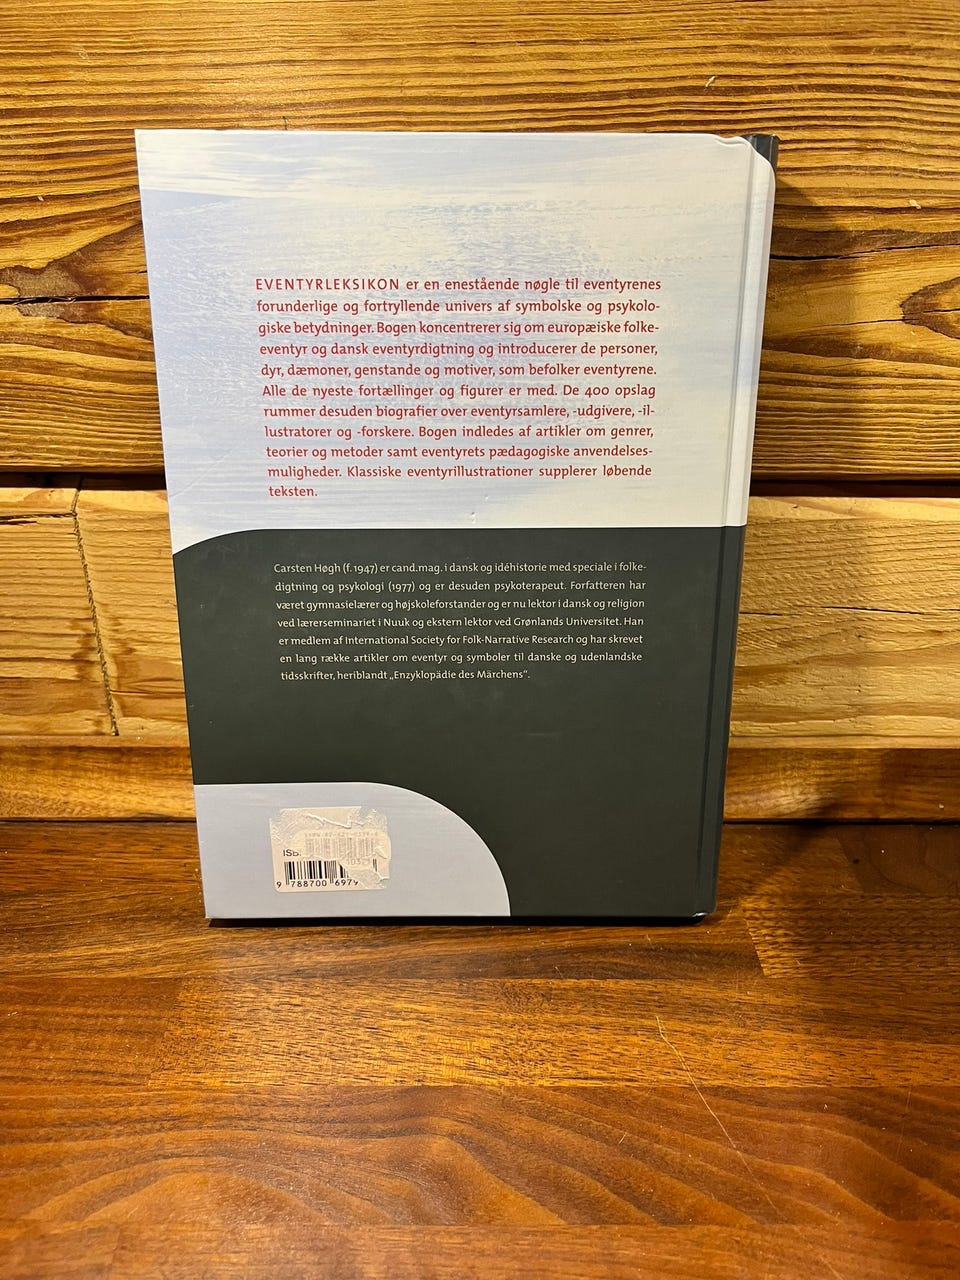 EVENTYRLEKSIKON er en enestående nøgle til eventyrenes
forunderlige og fortryllende univers af symbolske og psykolo-
giske betydninger. Bogen koncentrerer sig om europæiske folke-
eventyr og dansk eventyrdigtning og introducerer de personer,
dyr, dæmoner, genstande og motiver, som befolker eventyrene.
Alle de nyeste fortællinger og figurer er med. De 400 opslag
rummer desuden biografier over eventyrsamlere, -udgivere, -il-
lustratorer og -forskere. Bogen indledes af artikler om genrer,
teorier og metoder samt eventyrets pædagogiske anvendelses-
muligheder. Klassiske eventyrillustrationer supplerer løbende
teksten.
Carsten Høgh (f. 1947) er cand.mag. i dansk og idéhistorie med speciale i folke-
digtning og psykologi (1977) og er desuden psykoterapeut. Forfatteren har
været gymnasielærer og højskoleforstander og er nu lektor i dansk og religion
ved lærerseminariet i Nuuk og ekstern lektor ved Grønlands Universitet. Han
er medlem af International Society for Folk-Narrative Research og har skrevet
en lang række artikler om eventyr og symboler til danske og udenlandske
tidsskrifter, heriblandt „Enzyklopädie des Märchens”.
9 788700 6979